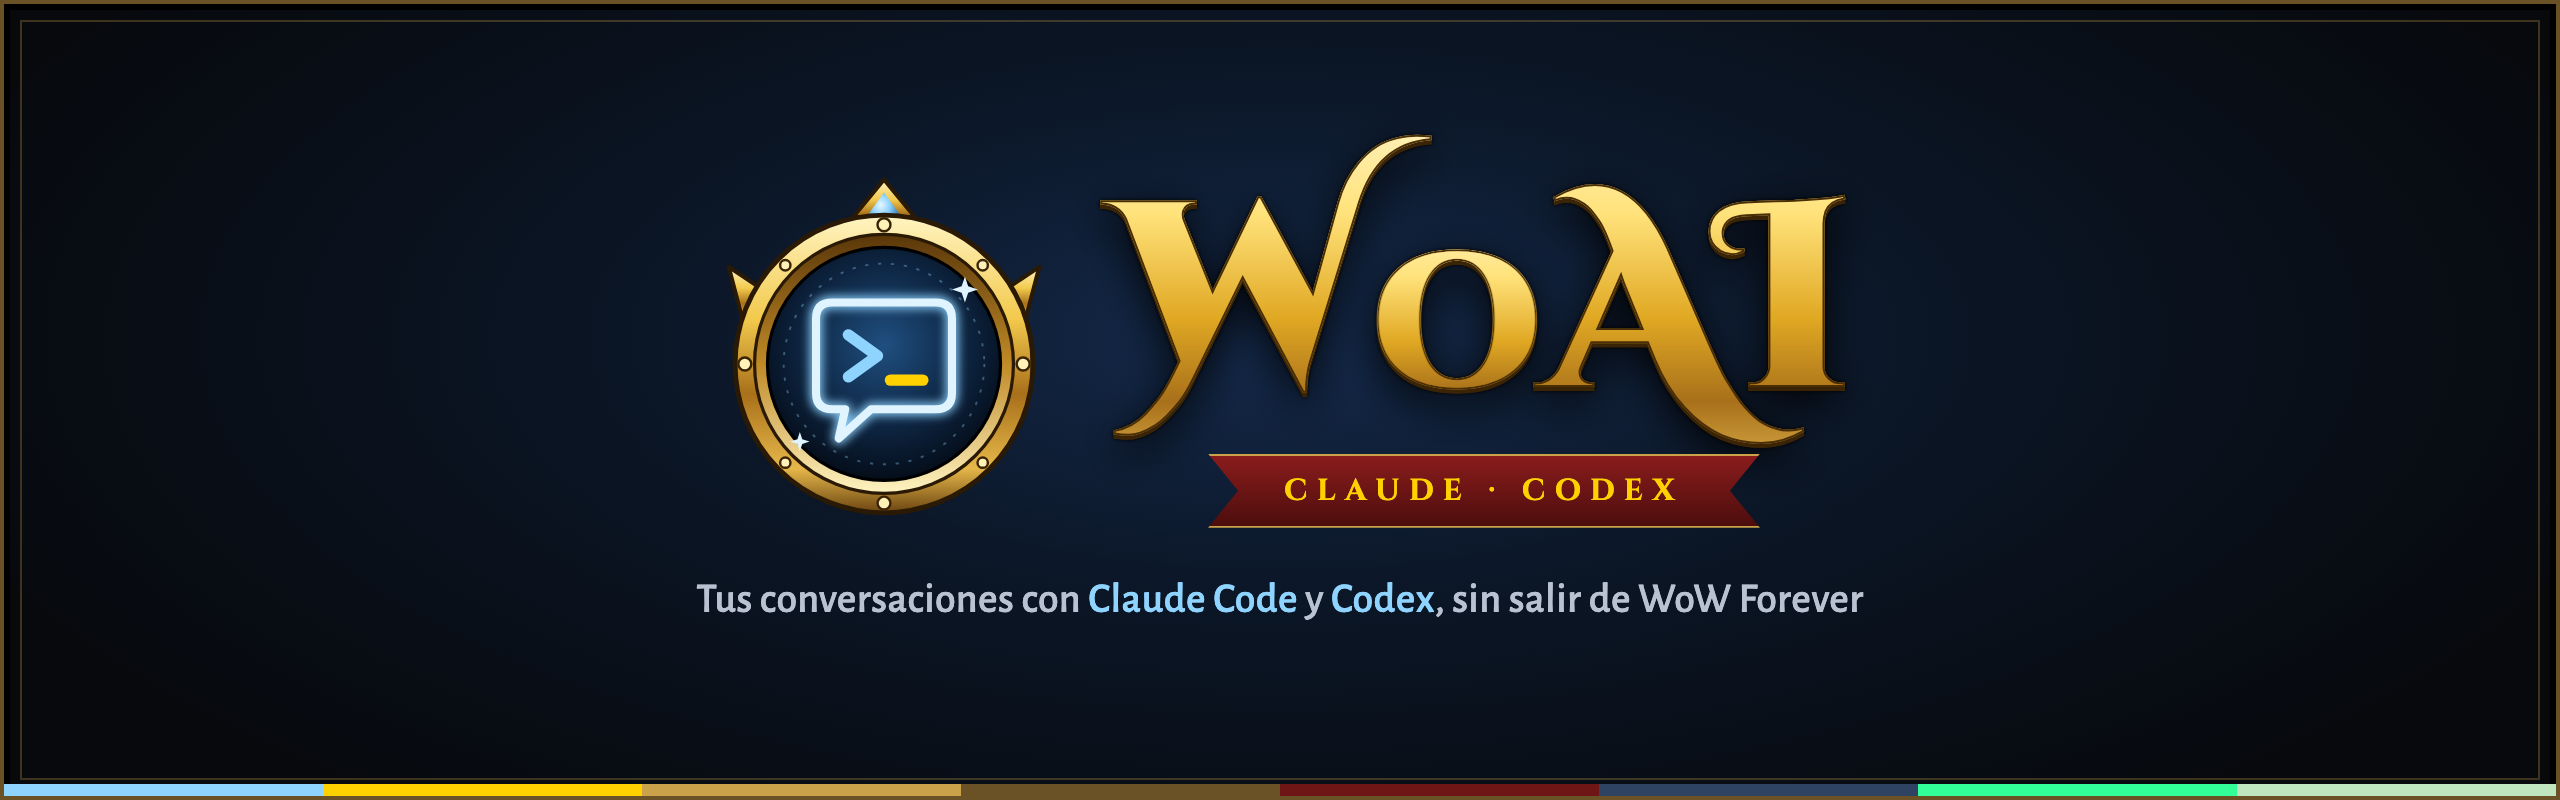 WoAI
CLAUDE · CODEX
Tus conversaciones con Claude Code y Codex, sin salir de WoW Forever